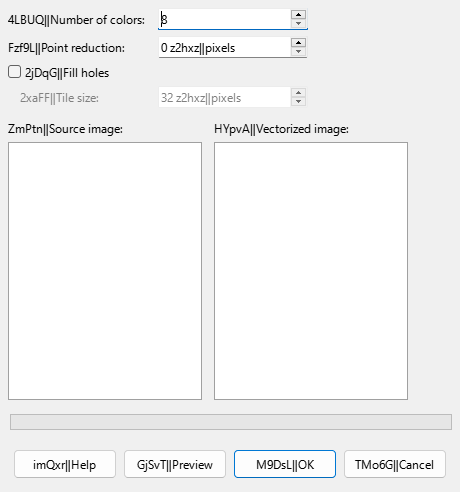 4LBUQ||Number of colors: 8
Fzf9L||Point reduction: 0 z2hxz||pixels
2jDqG||Fill holes
2xaFF||Tile size: 32 z2hxz||pixels
ZmPtn||Source image: HYpvA||Vectorized image:
imQxr||Help GjSvT||Preview M9DsL||OK TMo6G||Cancel